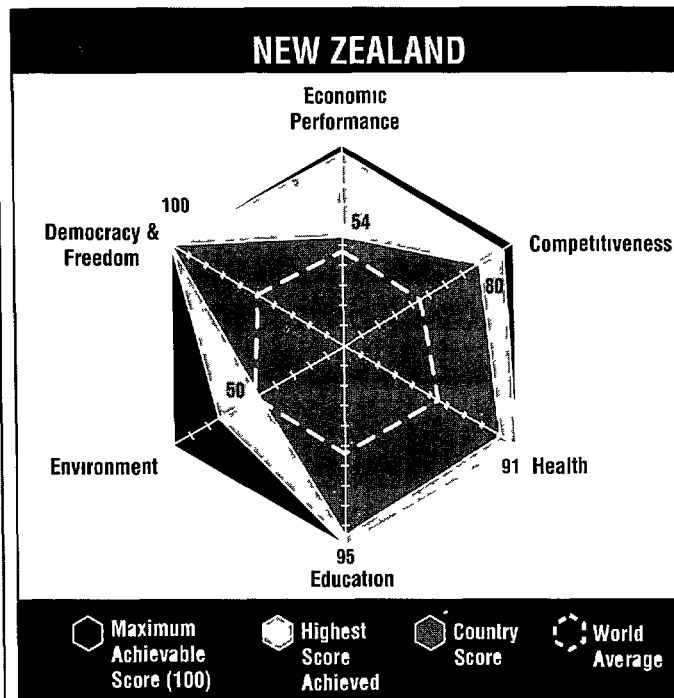 NEW ZEALAND
Economic
Performance
100
54
Democracy &
Freedom
Competitiveness
80
50
Environment
91 Health
95
Education
Maximum
Achievable
Score (100)
Highest
Score
Achieved
Country
Score
World
Average